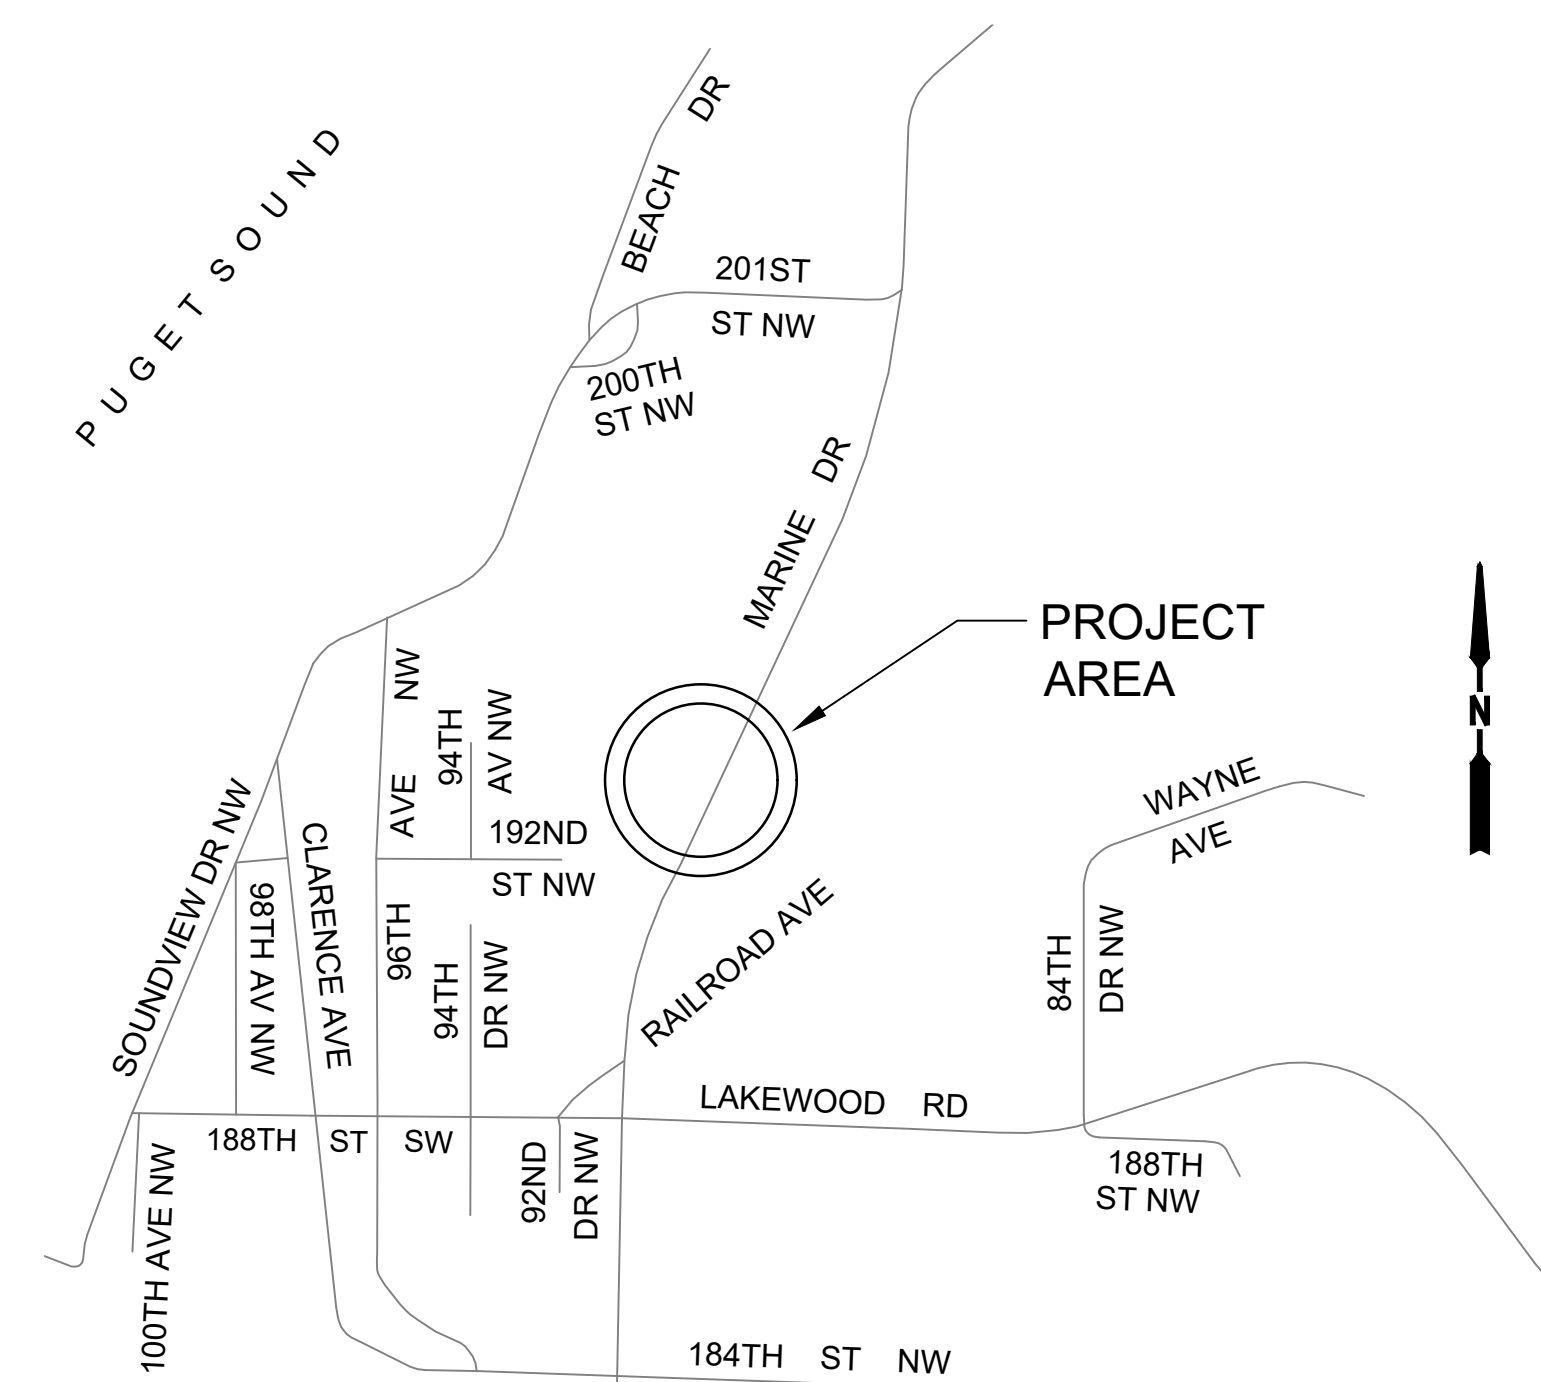 BEACH DR
PUGET SOUND
201ST
ST NW
200TH
ST NW
MARINE DR
PROJECT
AREA
N
96TH AVE NW
94TH
AV NW
192ND
ST NW
SOUNDVIEW DR NW
CLARENCE AVE
98TH AV NW
94TH
DR NW
RAILROAD AVE
WAYNE
AVE
84TH
DR NW
LAKEWOOD RD
188TH ST SW
92ND
DR NW
100TH AVE NW
188TH
ST NW
184TH ST NW